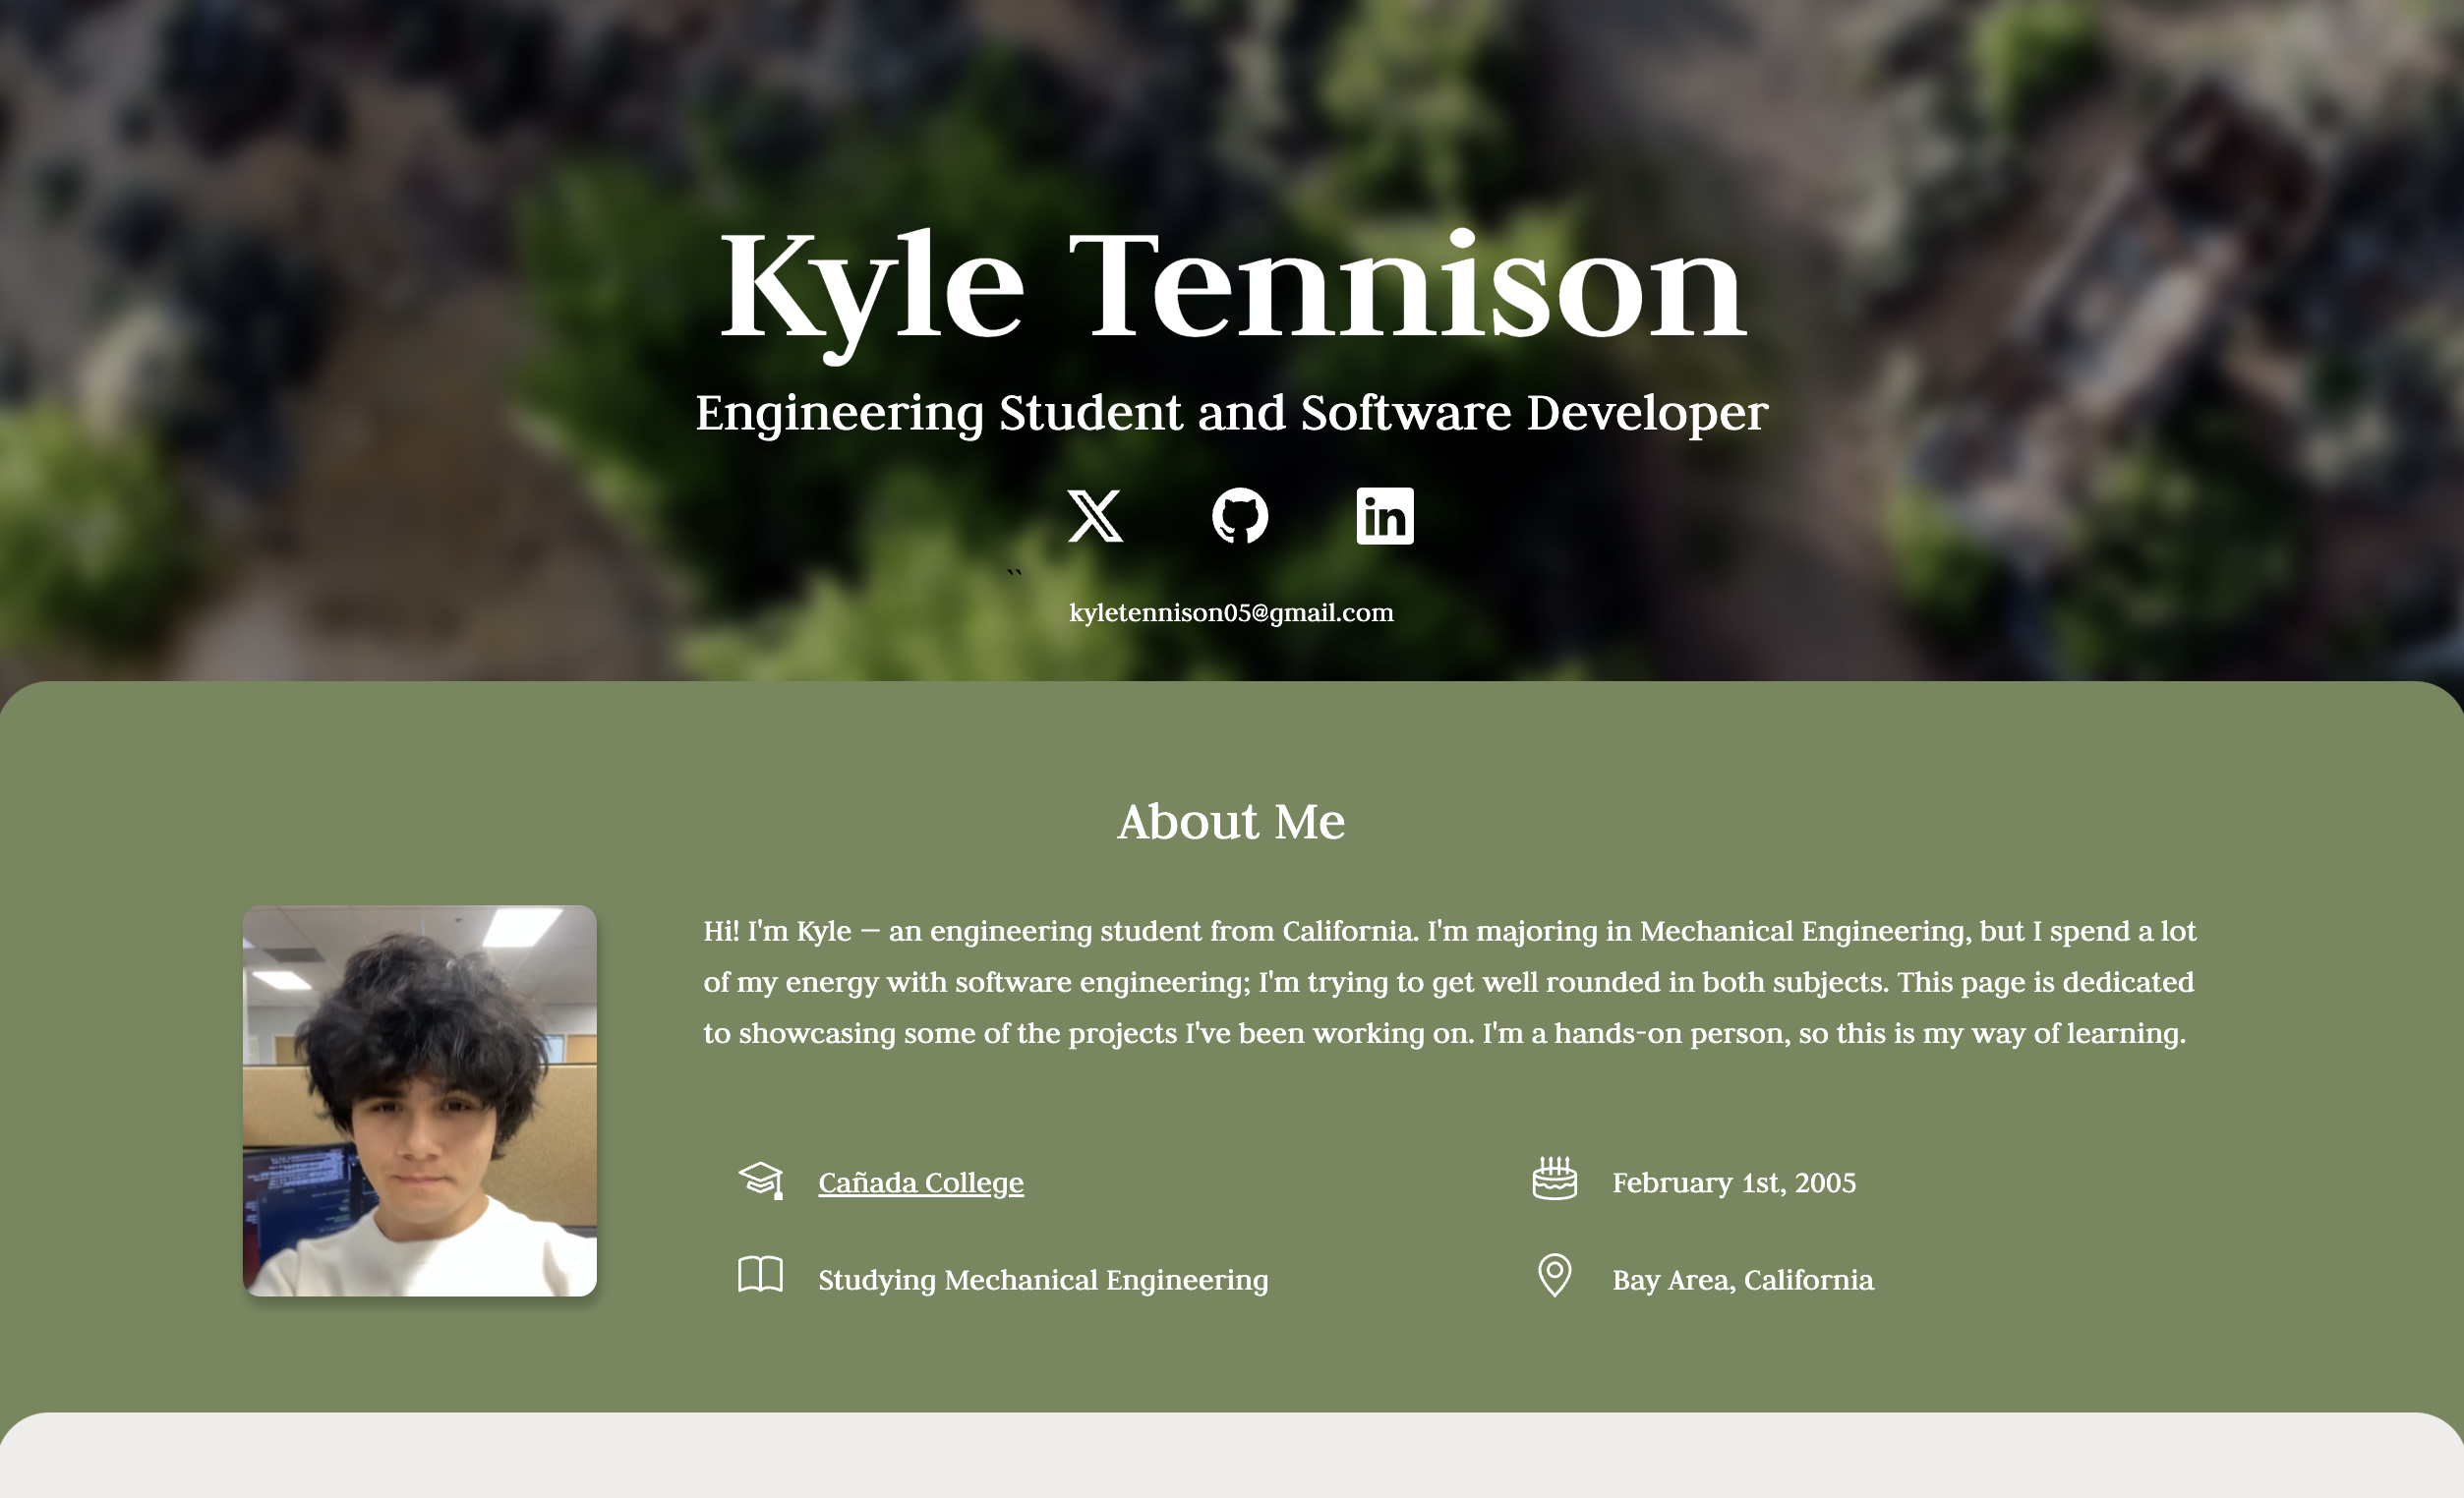 Kyle Tennison
Engineering Student and Software Developer
``
kyletennison05@gmail.com
About Me
Hi! I'm Kyle — an engineering student from California. I'm majoring in Mechanical Engineering, but I spend a lot
of my energy with software engineering; I'm trying to get well rounded in both subjects. This page is dedicated
to showcasing some of the projects I've been working on. I'm a hands-on person, so this is my way of learning.
Cañada College
February 1st, 2005
Studying Mechanical Engineering
Bay Area, California